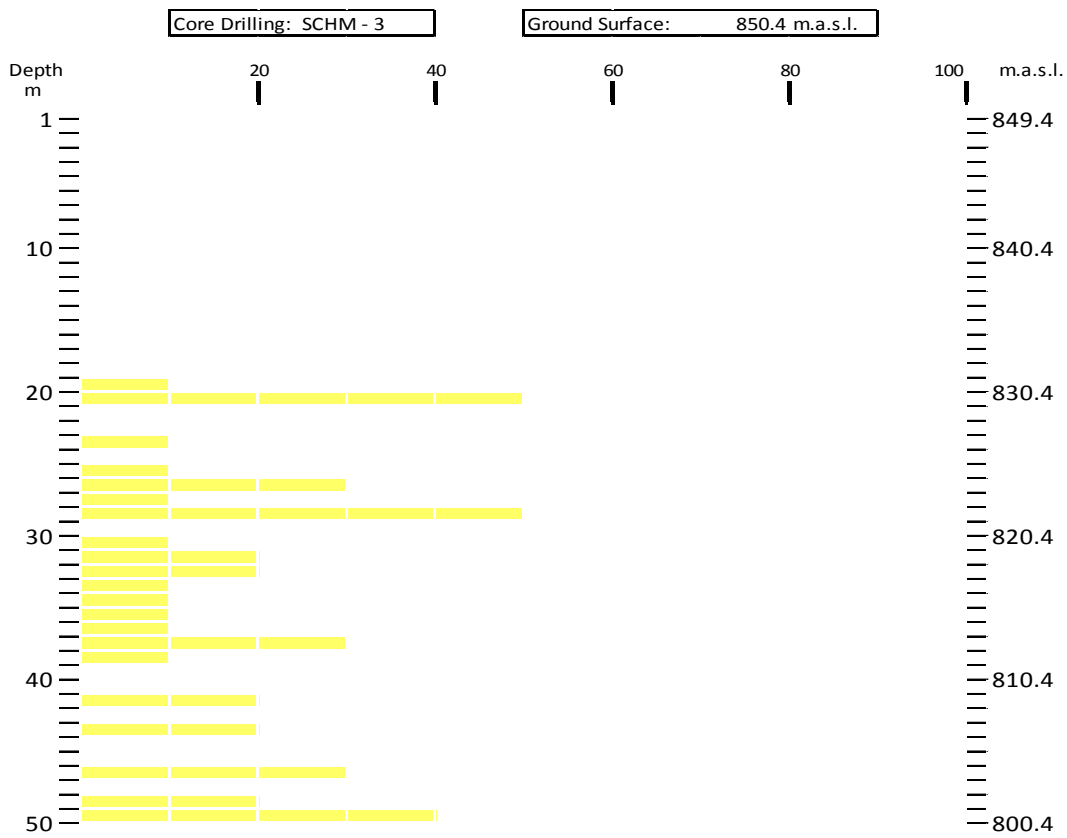 Core Drilling: SCHM - 3 Ground Surface: 850.4 m.a.s.l.
Depth 20 40 60 80 100 m.a.s.l.
m
1 849.4
10 840.4
20 830.4
30 820.4
40 810.4
50 800.4